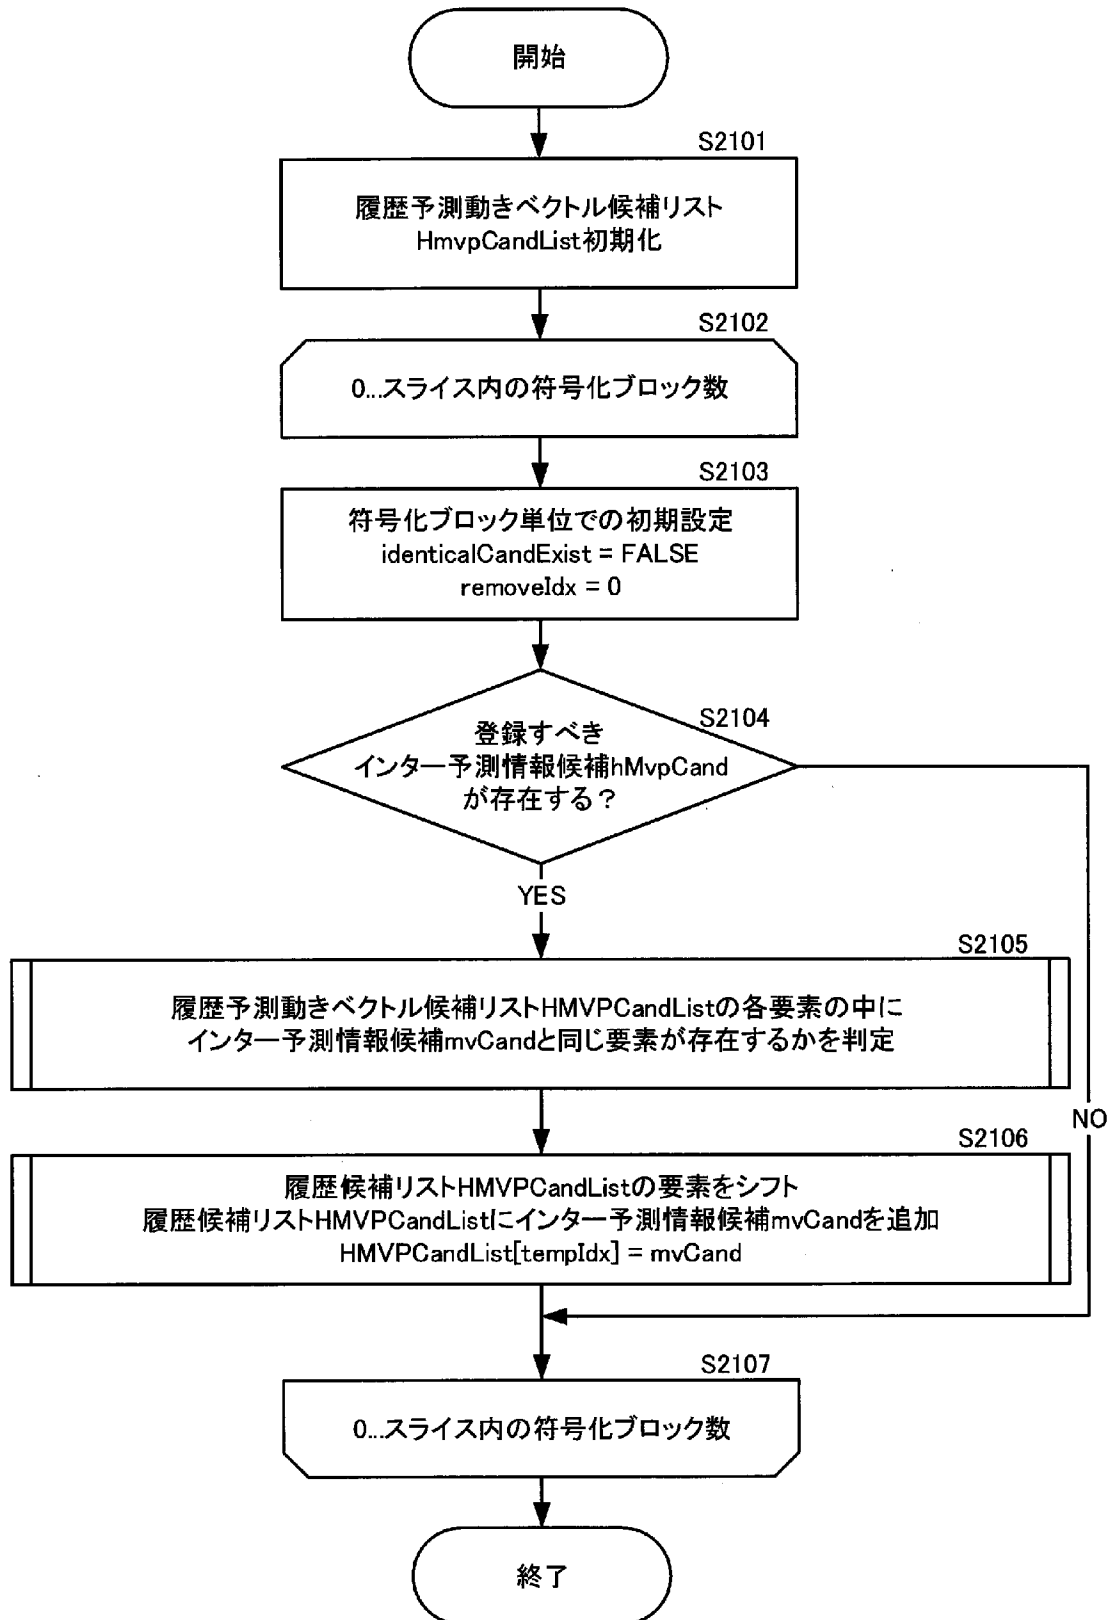 開始
S2101
履歴予測動きベクトル候補リスト
HmvpCandList初期化
S2102
0...スライス内の符号化ブロック数
S2103
符号化ブロック単位での初期設定
identicalCandExist = FALSE
removeIdx = 0
S2104
登録すべき
インター予測情報候補hMvpCand
が存在する？
YES
S2105
履歴予測動きベクトル候補リストHMVPCandListの各要素の中に
インター予測情報候補mvCandと同じ要素が存在するかを判定
NO
S2106
履歴候補リストHMVPCandListの要素をシフト
履歴候補リストHMVPCandListにインター予測情報候補mvCandを追加
HMVPCandList[tempIdx] = mvCand
S2107
0...スライス内の符号化ブロック数
終了